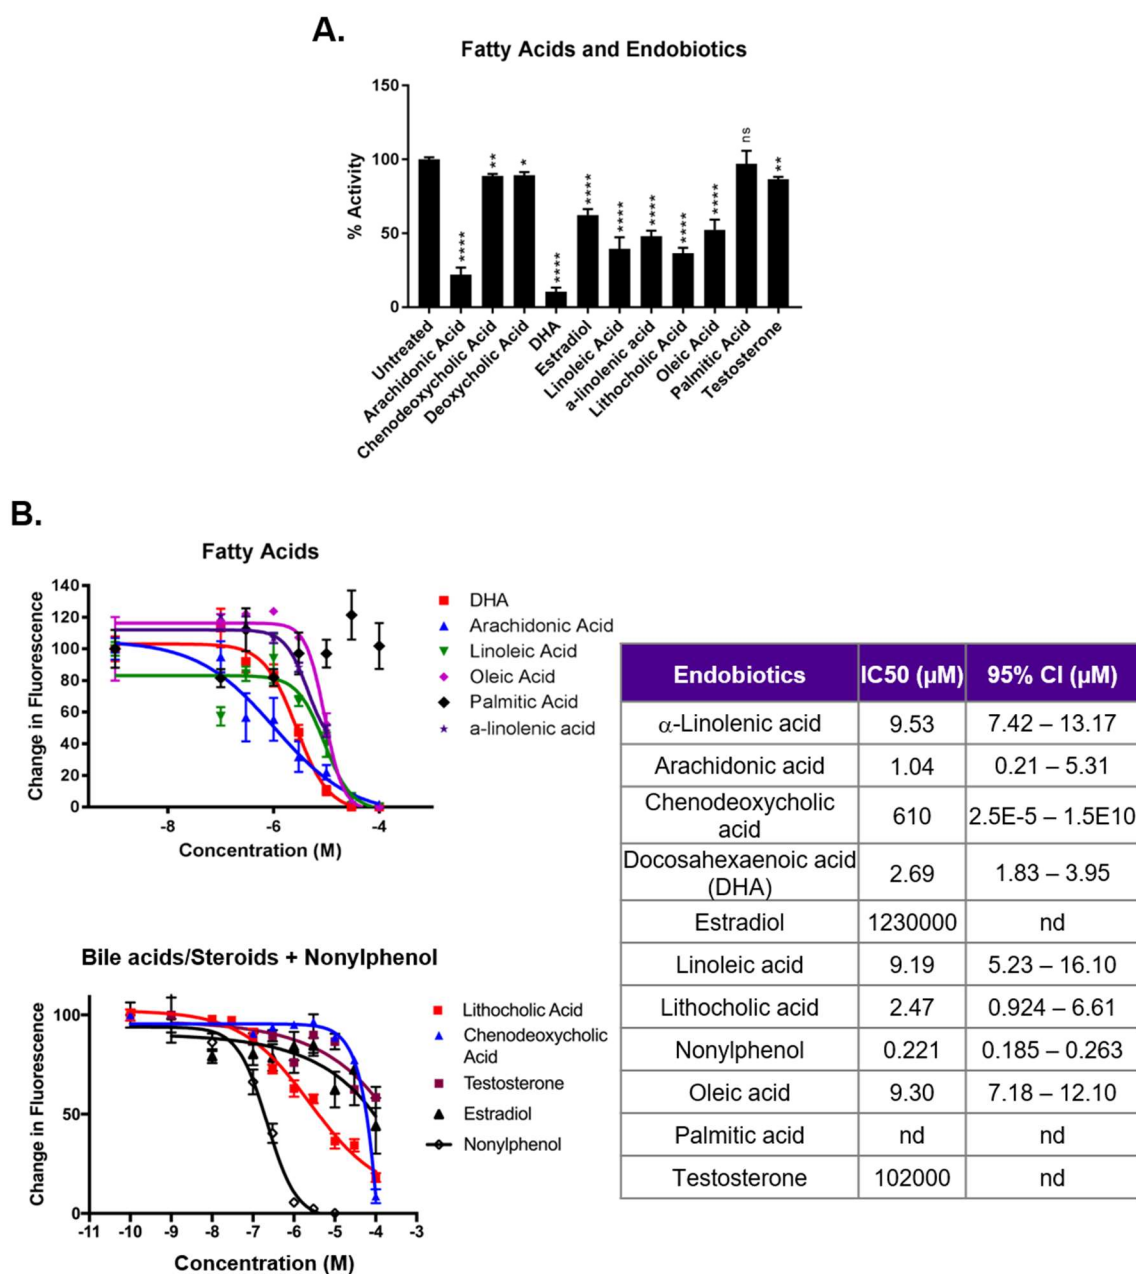 A.
Fatty Acids and Endobiotics
% Activity
150
100
50
0
**** ** * **** **** **** **** **** **** ns **
Untreated
Arachidonic Acid
Chenodeoxycholic Acid
Deoxycholic Acid
DHA
Estradiol
Linoleic Acid
a-linolenic acid
Lithocholic Acid
Oleic Acid
Palmitic Acid
Testosterone
B.
Fatty Acids
Change in Fluorescence
140
120
100
80
60
40
20
0
-8 -6 -4
Concentration (M)
DHA
Arachidonic Acid
Linoleic Acid
Oleic Acid
Palmitic Acid
a-linolenic acid
Bile acids/Steroids + Nonylphenol
Change in Fluorescence
100
50
0
-11 -10 -9 -8 -7 -6 -5 -4 -3
Concentration (M)
Lithocholic Acid
Chenodeoxycholic
Acid
Testosterone
Estradiol
Nonylphenol
Endobiotics IC50 (µM) 95% CI (µM)
α-Linolenic acid 9.53 7.42 – 13.17
Arachidonic acid 1.04 0.21 – 5.31
Chenodeoxycholic
acid 610 2.5E-5 – 1.5E10
Docosahexaenoic acid
(DHA) 2.69 1.83 – 3.95
Estradiol 1230000 nd
Linoleic acid 9.19 5.23 – 16.10
Lithocholic acid 2.47 0.924 – 6.61
Nonylphenol 0.221 0.185 – 0.263
Oleic acid 9.30 7.18 – 12.10
Palmitic acid nd nd
Testosterone 102000 nd